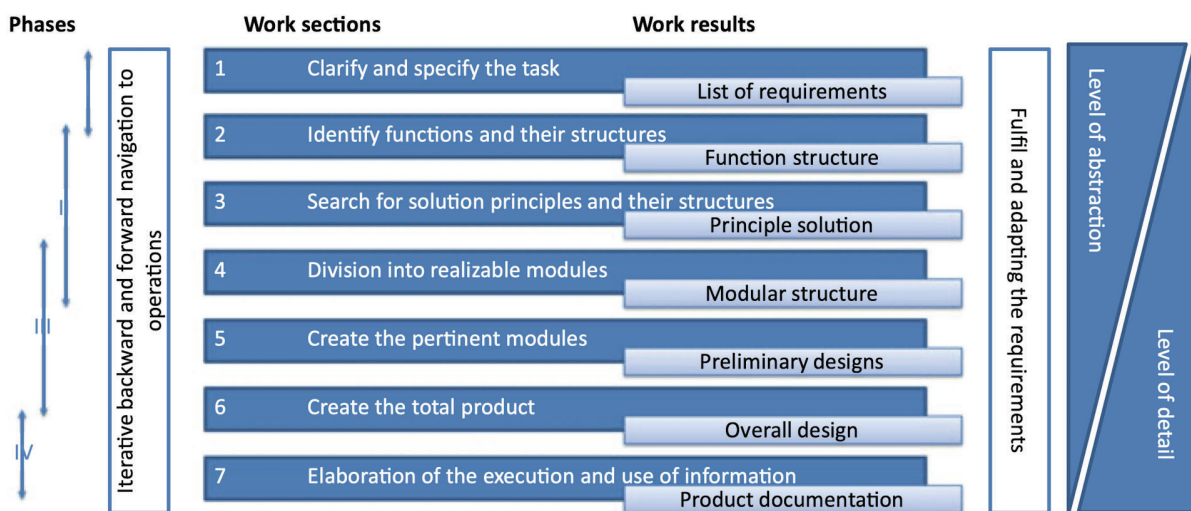 Phases
Work sections
Work results
Iterative backward and forward navigation to
operations
I
III
IV
1 Clarify and specify the task
List of requirements
2 Identify functions and their structures
Function structure
3 Search for solution principles and their structures
Principle solution
4 Division into realizable modules
Modular structure
5 Create the pertinent modules
Preliminary designs
6 Create the total product
Overall design
7 Elaboration of the execution and use of information
Product documentation
Fulfil and adapting the requirements
Level of abstraction
Level of detail